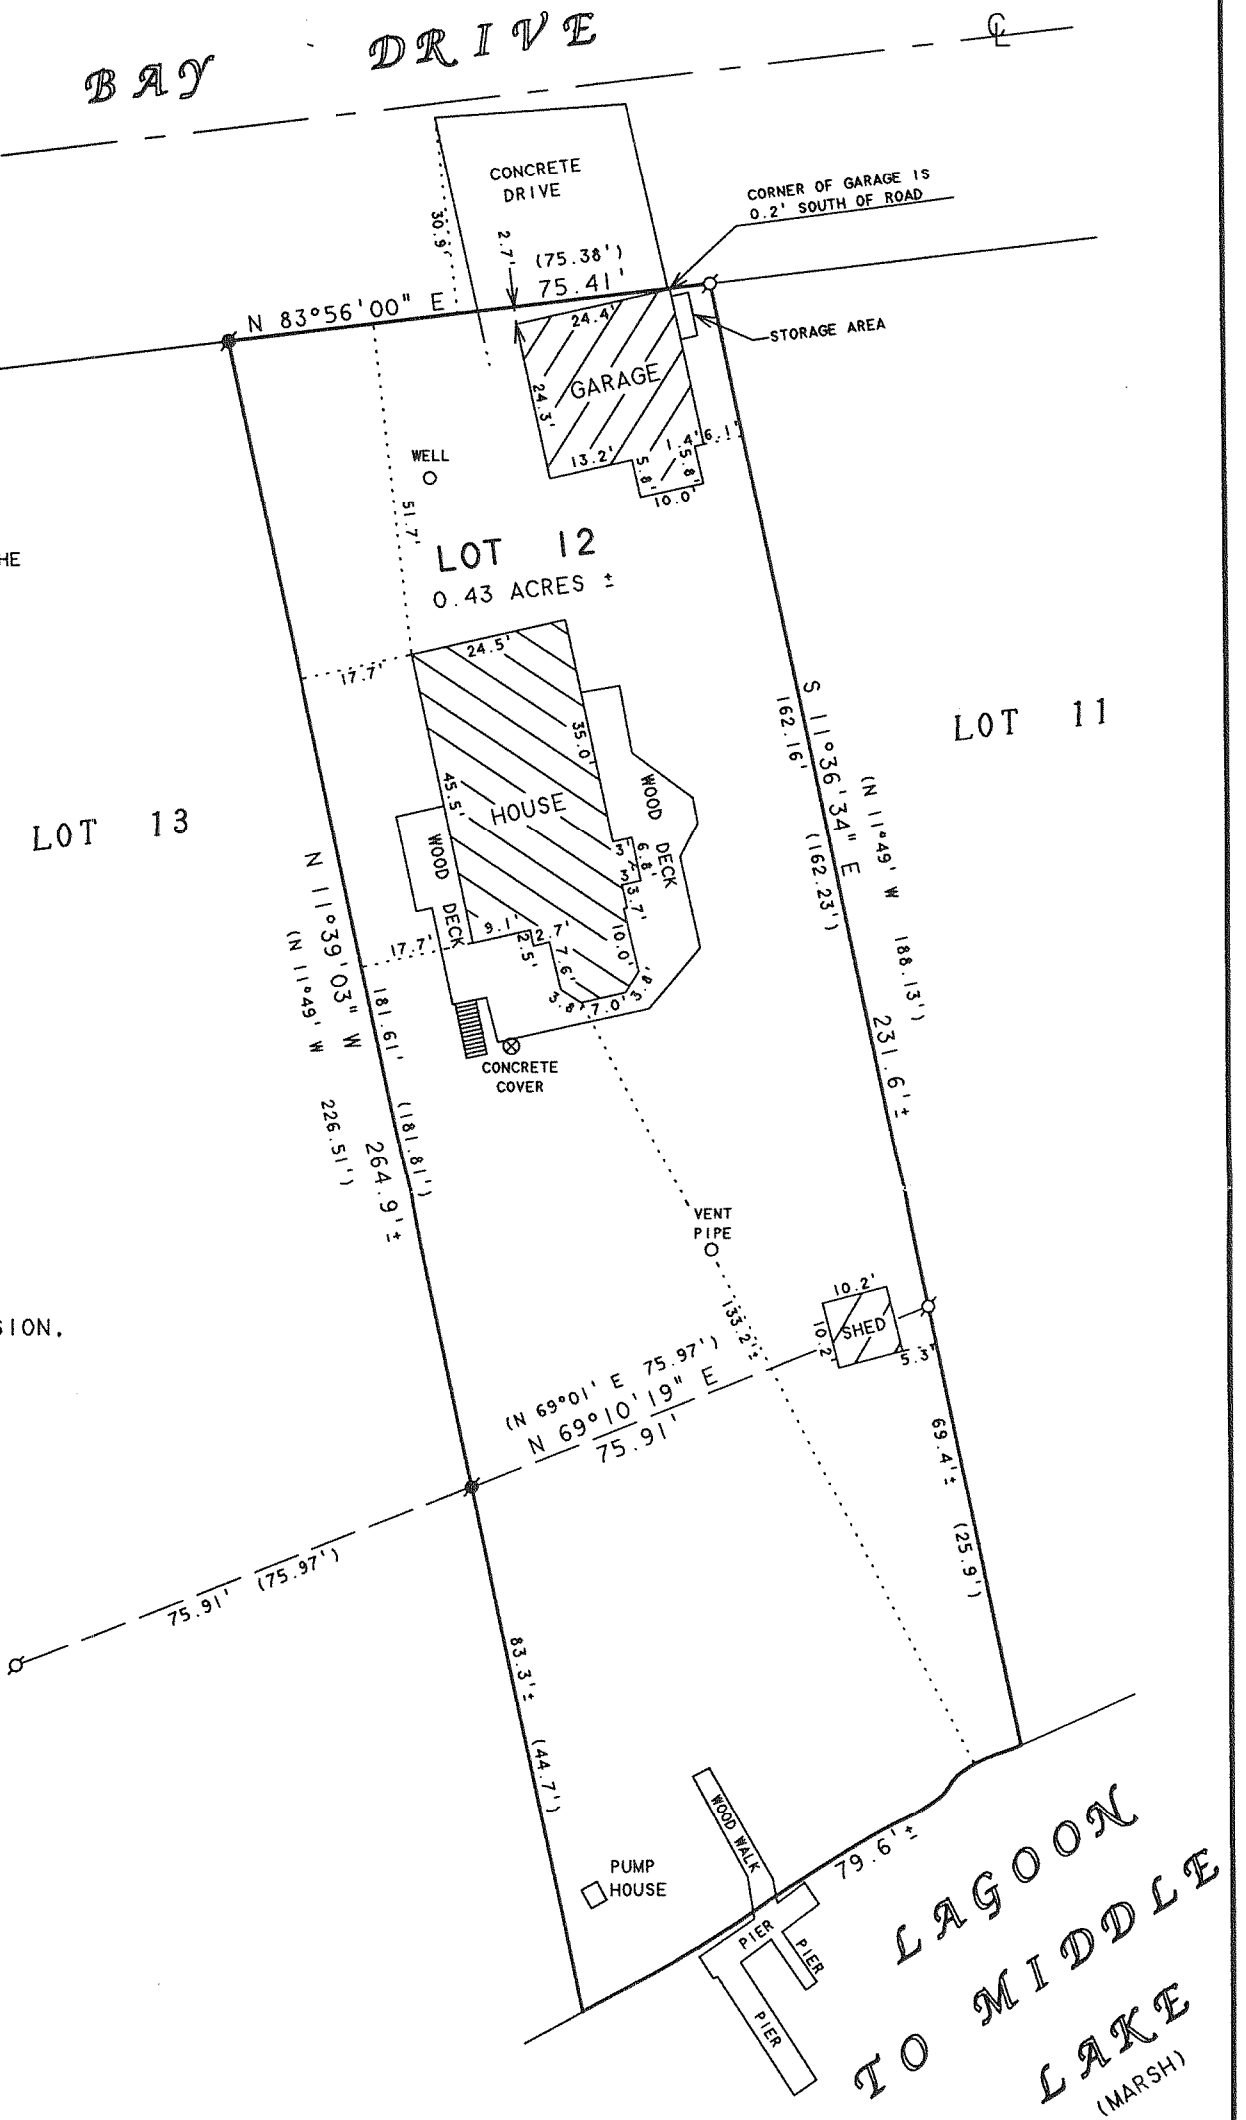 BAY DRIVE
CL
CONCRETE
DRIVE
CORNER OF GARAGE IS
0.2' SOUTH OF ROAD
30.9'
2.7'
(75.38')
75.41'
N 83°56'00" E
24.4'
STORAGE AREA
GARAGE
24.3'
13.2'
1.4'
6.1'
5.8'
5.8'
10.0'
WELL
51.7'
HE
LOT 12
0.43 ACRES ±
24.5'
17.7'
35.0'
S 11°36'34" E
162.16'
(162.23')
(N 11°49' W 188.13')
231.6'±
LOT 11
LOT 13
45.5'
HOUSE
WOOD
DECK
WOOD
DECK
6.8'
3.7'
10.0'
9.1'
2.7'
2.5'
7.6'
3.8'
7.0'
3.8'
17.7'
N 11°39'03" W
(N 11°49' W 226.51')
181.61'
(181.81')
264.9'±
CONCRETE
COVER
VENT
PIPE
133.2'±
10.2'
10.2'
SHED
5.3'
SION.
(N 69°01' E 75.97')
N 69°10'19" E
75.91'
69.4'±
(25.9')
75.91' (75.97')
83.3'±
(44.7')
WOOD WALK
PUMP
HOUSE
79.6'±
PIER
PIER
PIER
LAGOON
TO MIDDLE
LAKE
(MARSH)